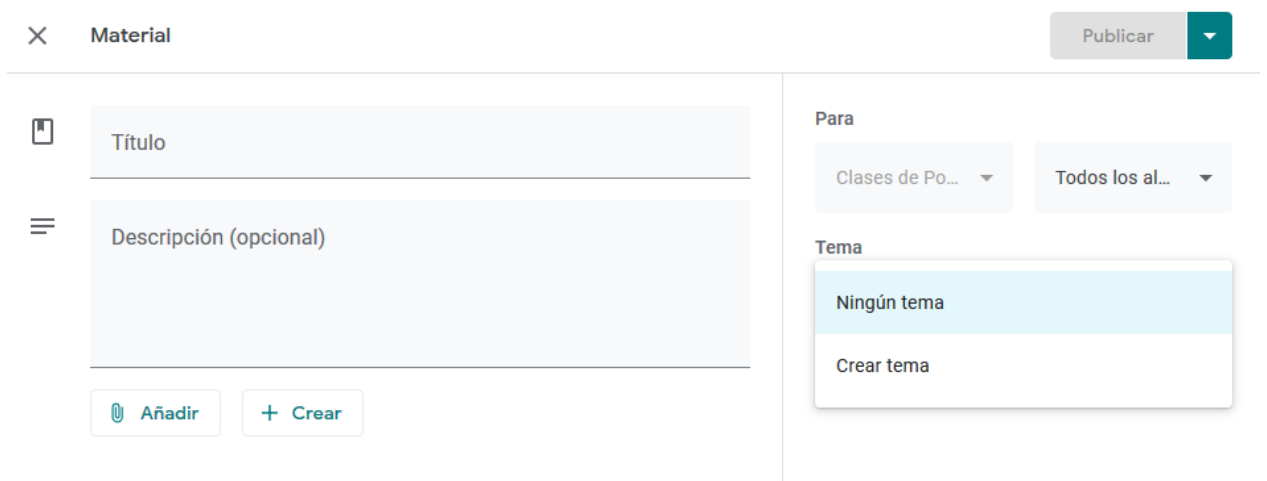 Material
Publicar
Título
Descripción (opcional)
Añadir
Crear
Para
Clases de Po...
Todos los al...
Tema
Ningún tema
Crear tema